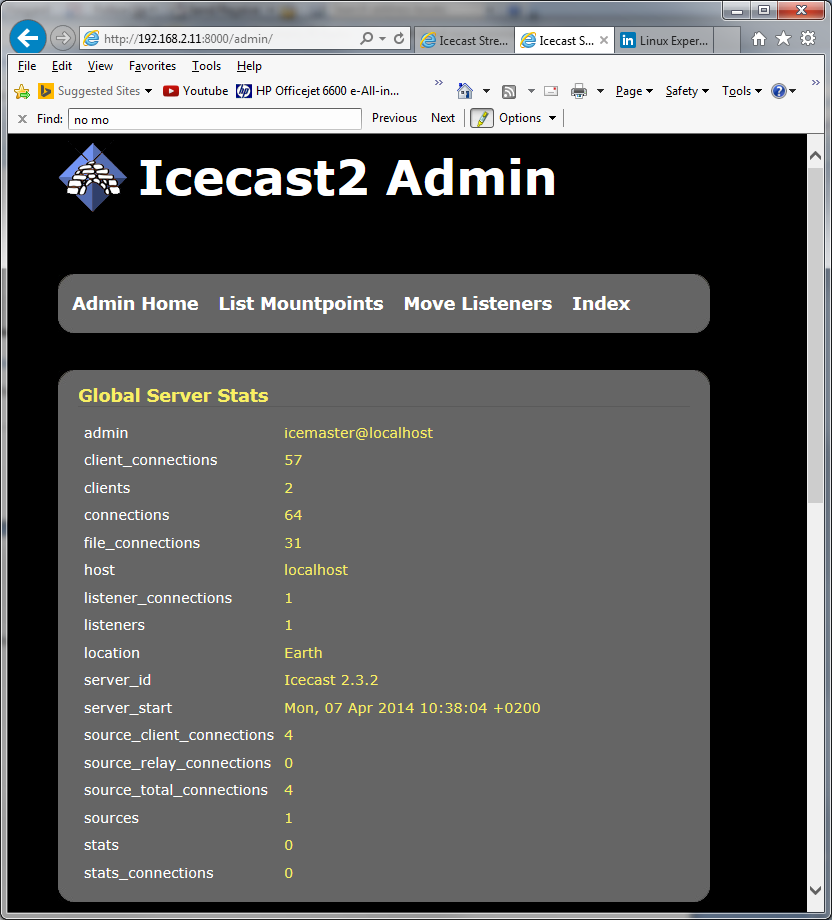 http://192.168.2.11:8000/admin/
Icecast Stre...
Icecast S...
Linux Exper...
File Edit View Favorites Tools Help
Suggested Sites Youtube HP Officejet 6600 e-All-in... Page Safety Tools
Find: no mo Previous Next Options
Icecast2 Admin
Admin Home List Mountpoints Move Listeners Index
Global Server Stats
admin icemaster@localhost
client_connections 57
clients 2
connections 64
file_connections 31
host localhost
listener_connections 1
listeners 1
location Earth
server_id Icecast 2.3.2
server_start Mon, 07 Apr 2014 10:38:04 +0200
source_client_connections 4
source_relay_connections 0
source_total_connections 4
sources 1
stats 0
stats_connections 0